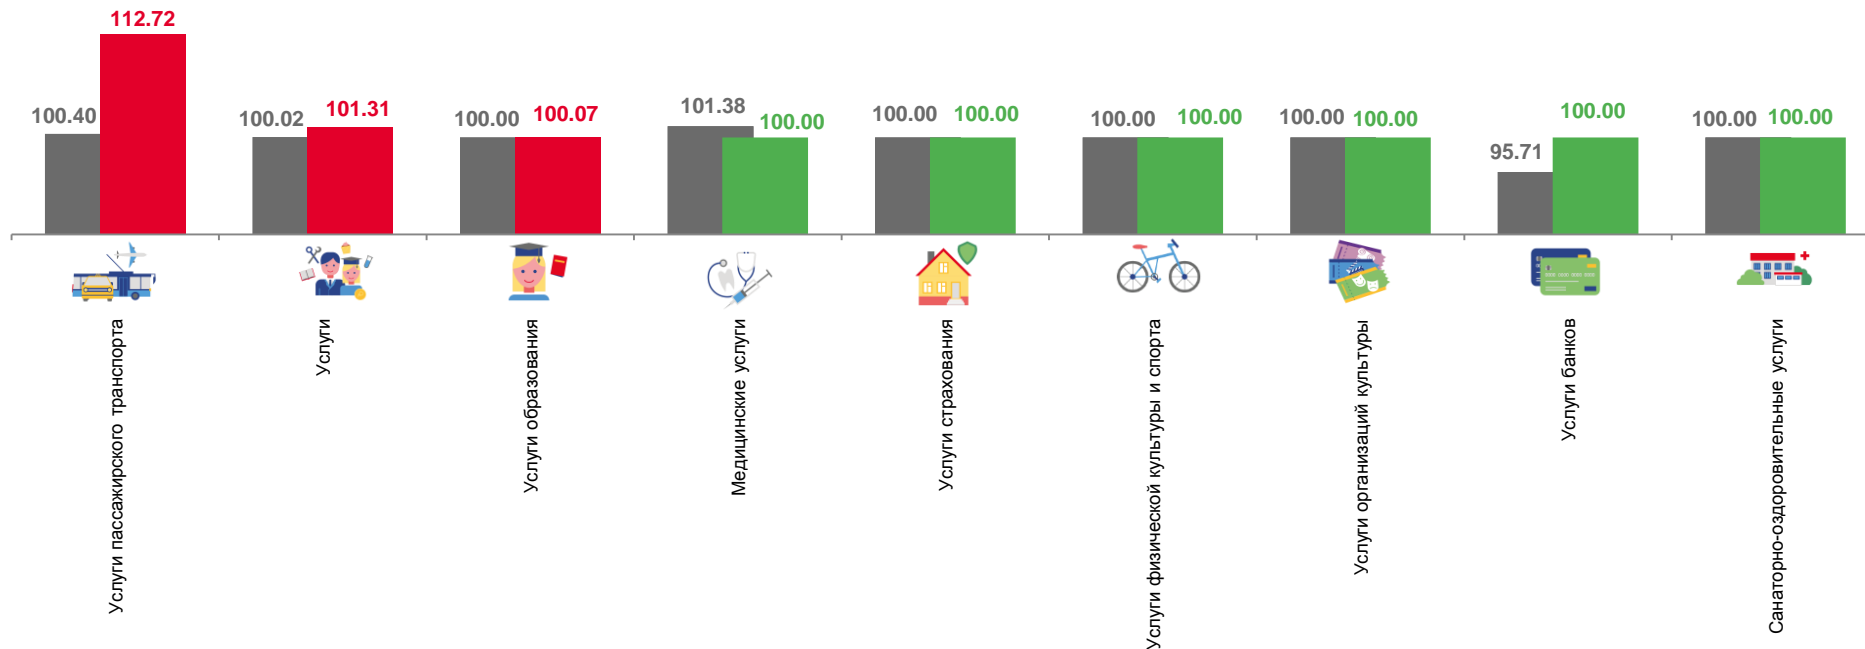 112.72
100.40
100.02
101.31
100.00
100.07
101.38
100.00
100.00
100.00
100.00
100.00
100.00
100.00
95.71
100.00
100.00
100.00
Услуги пассажирского транспорта
Услуги
Услуги образования
Медицинские услуги
Услуги страхования
Услуги физической культуры и спорта
Услуги организаций культуры
Услуги банков
Санаторно-оздоровительные услуги